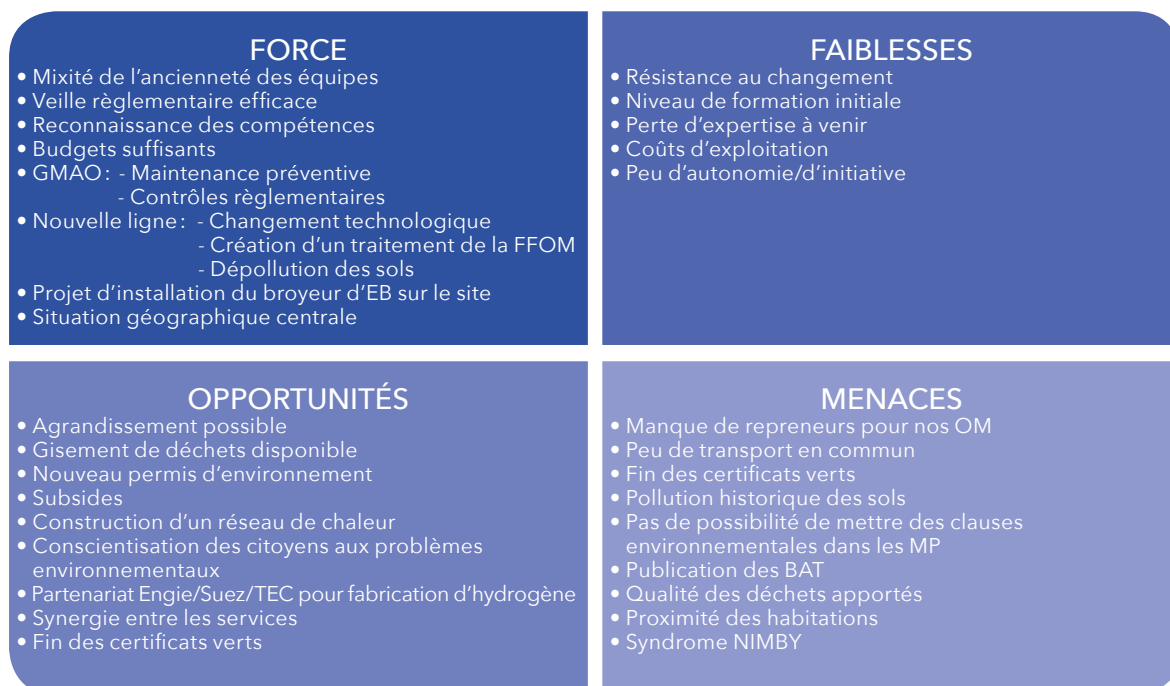 FORCE
• Mixité de l'ancienneté des équipes
• Veille règlementaire efficace
• Reconnaissance des compétences
• Budgets suffisants
• GMAO : - Maintenance préventive
- Contrôles règlementaires
• Nouvelle ligne : - Changement technologique
- Création d'un traitement de la FFOM
- Dépollution des sols
• Projet d'installation du broyeur d'EB sur le site
• Situation géographique centrale
FAIBLESSES
• Résistance au changement
• Niveau de formation initiale
• Perte d'expertise à venir
• Coûts d'exploitation
• Peu d'autonomie/d'initiative
OPPORTUNITÉS
• Agrandissement possible
• Gisement de déchets disponible
• Nouveau permis d'environnement
• Subsides
• Construction d'un réseau de chaleur
• Conscientisation des citoyens aux problèmes
environnementaux
• Partenariat Engie/Suez/TEC pour fabrication d'hydrogène
• Synergie entre les services
• Fin des certificats verts
MENACES
• Manque de repreneurs pour nos OM
• Peu de transport en commun
• Fin des certificats verts
• Pollution historique des sols
• Pas de possibilité de mettre des clauses
environnementales dans les MP
• Publication des BAT
• Qualité des déchets apportés
• Proximité des habitations
• Syndrome NIMBY